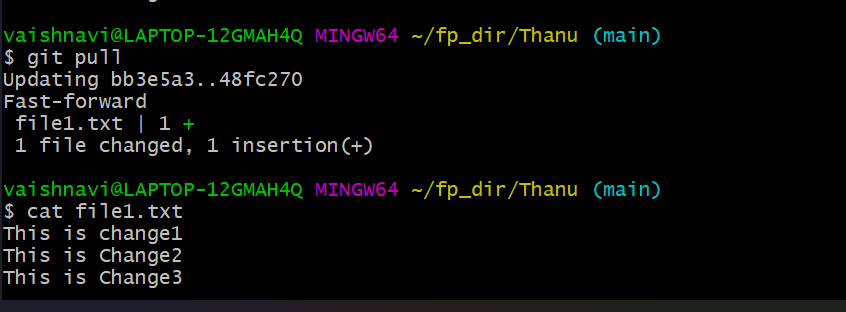 vaishnavi@LAPTOP-12GMAH4Q MINGW64 ~/fp_dir/Thanu (main)
$ git pull
Updating bb3e5a3..48fc270
Fast-forward
 file1.txt | 1 +
 1 file changed, 1 insertion(+)
vaishnavi@LAPTOP-12GMAH4Q MINGW64 ~/fp_dir/Thanu (main)
$ cat file1.txt
This is change1
This is Change2
This is Change3